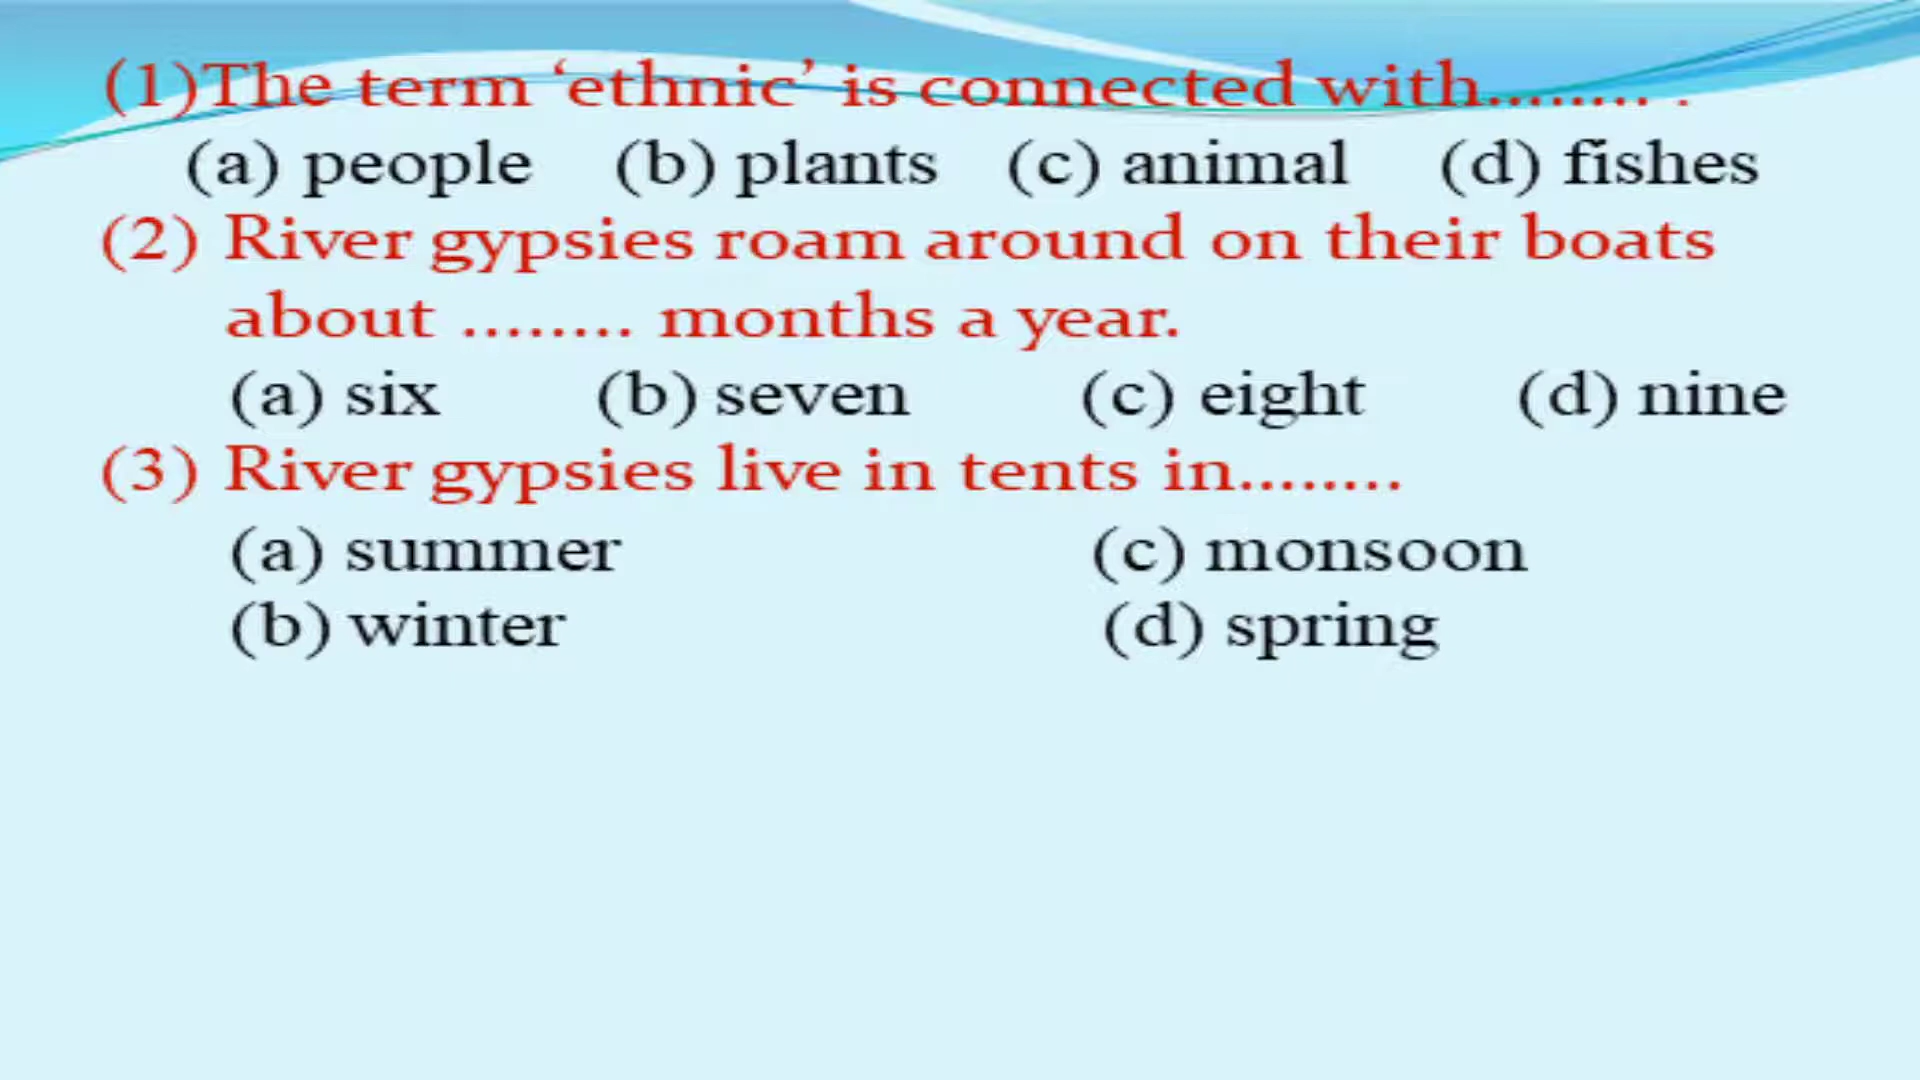 (1)The term ‘ethnic’ is connected with........ .
(a) people (b) plants (c) animal (d) fishes
(2) River gypsies roam around on their boats
about ........ months a year.
(a) six (b) seven (c) eight (d) nine
(3) River gypsies live in tents in........
(a) summer (c) monsoon
(b) winter (d) spring